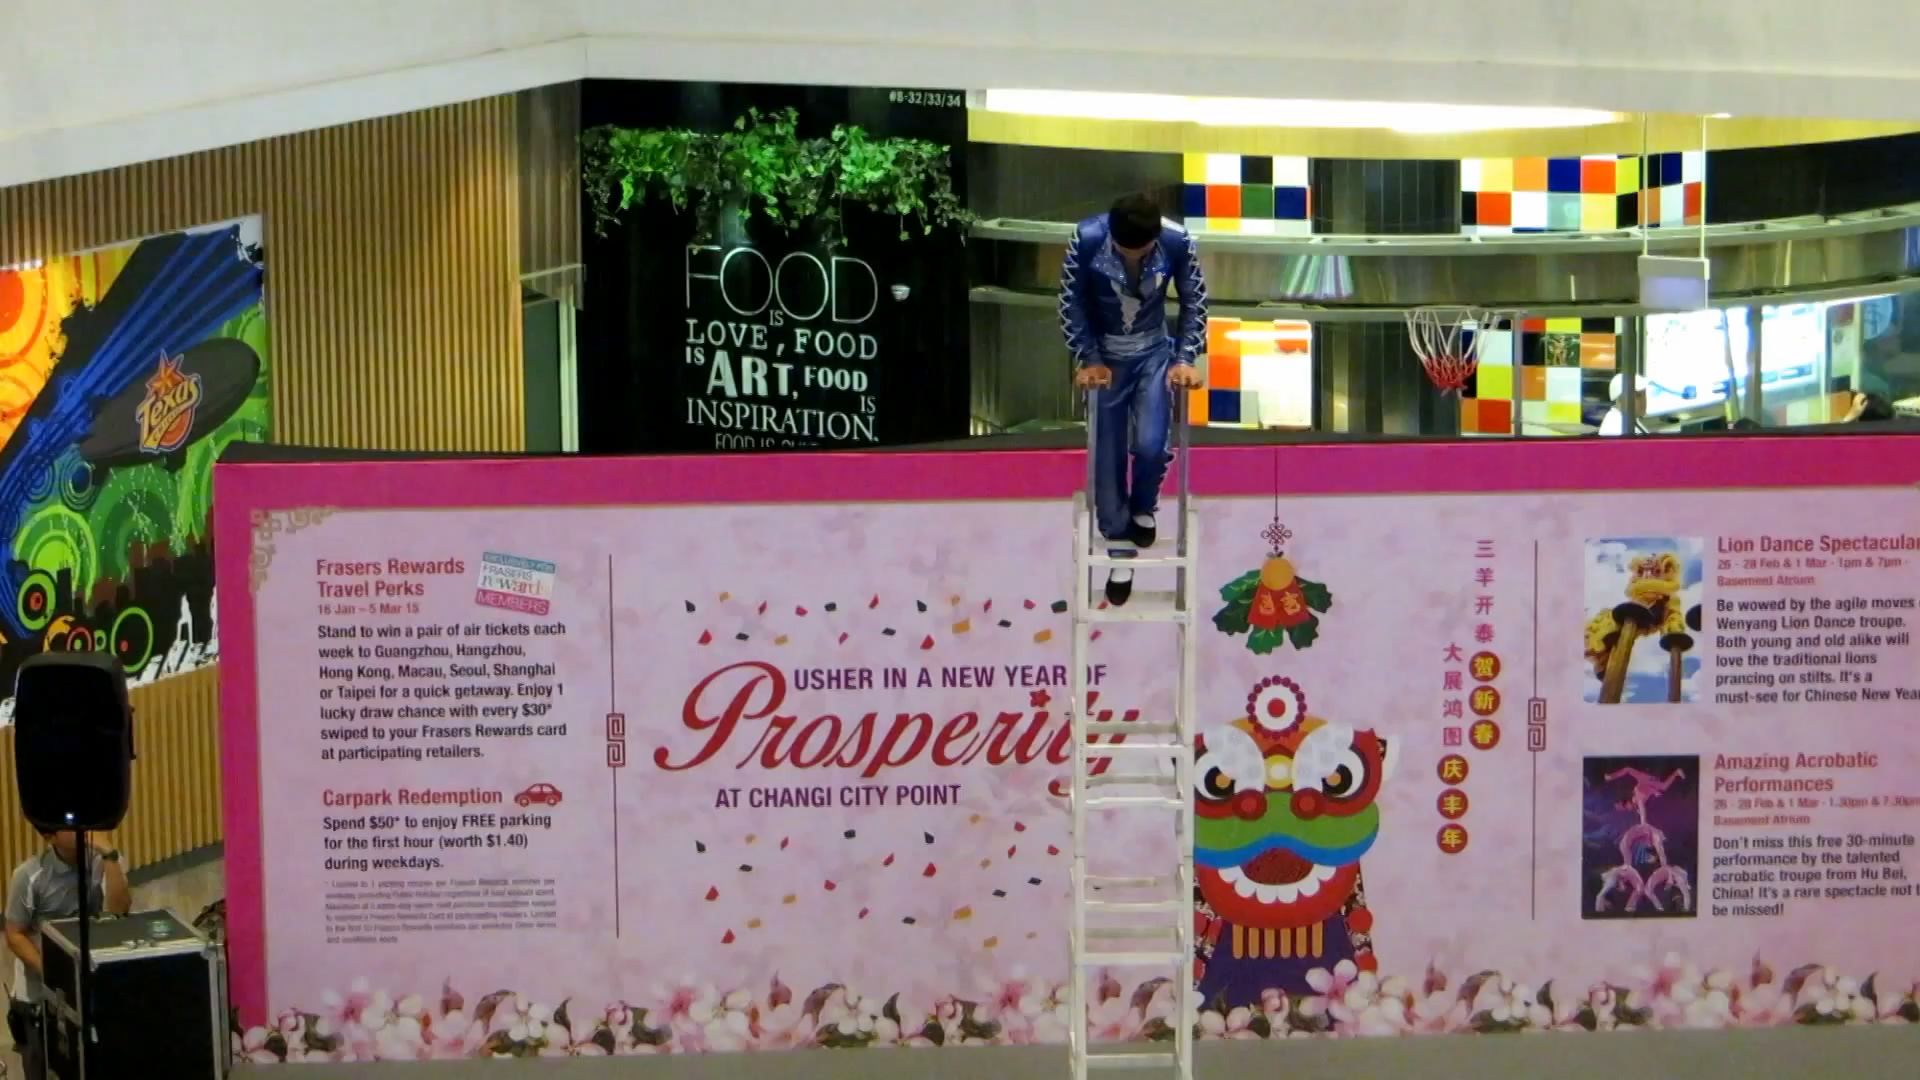 #B-32/33/34
FOOD
IS
LOVE, FOOD
IS ART, FOOD
IS
INSPIRATION.
FOOD IS
Texas
Frasers Rewards
Travel Perks
16 Jan – 5 Mar 15
EXCLUSIVELY FOR
FRASERS
rewards
MEMBERS
Stand to win a pair of air tickets each
week to Guangzhou, Hangzhou,
Hong Kong, Macau, Seoul, Shanghai
or Taipei for a quick getaway. Enjoy 1
lucky draw chance with every $30*
swiped to your Frasers Rewards card
at participating retailers.
Carpark Redemption
Spend $50* to enjoy FREE parking
for the first hour (worth $1.40)
during weekdays.
USHER IN A NEW YEAR OF
Prosperity
AT CHANGI CITY POINT
三羊开泰贺新春
大展鸿图庆丰年
Lion Dance Spectacular
26 - 28 Feb & 1 Mar · 1pm & 7pm ·
Basement Atrium
Be wowed by the agile moves
Wenyang Lion Dance troupe.
Both young and old alike will
love the traditional lions
prancing on stilts. It's a
must-see for Chinese New Year
Amazing Acrobatic
Performances
26 - 28 Feb & 1 Mar · 1.30pm & 7.30pm
Basement Atrium
Don't miss this free 30-minute
performance by the talented
acrobatic troupe from Hu Bei,
China! It's a rare spectacle not
be missed!